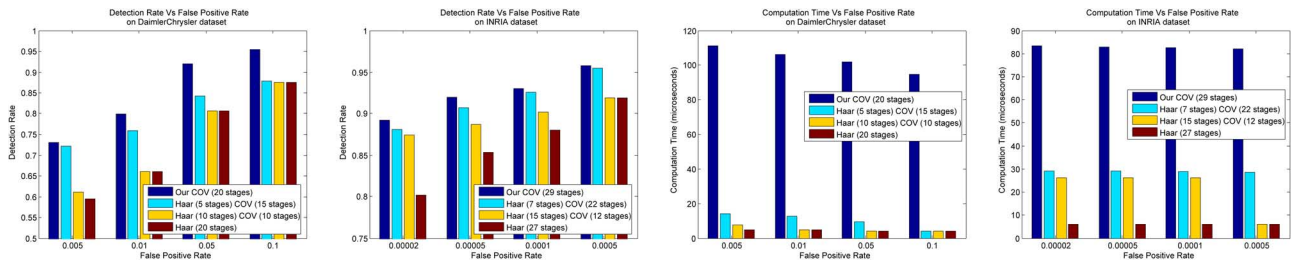 Detection Rate Vs False Positive Rate
on DaimlerChrysler dataset
Detection Rate
1
0.95
0.9
0.85
0.8
0.75
0.7
0.65
0.6
0.55
0.5
Our COV (20 stages)
Haar (5 stages) COV (15 stages)
Haar (10 stages) COV (10 stages)
Haar (20 stages)
0.005 0.01 0.05 0.1
False Positive Rate
Detection Rate Vs False Positive Rate
on INRIA dataset
Detection Rate
1
0.95
0.9
0.85
0.8
0.75
Our COV (29 stages)
Haar (7 stages) COV (22 stages)
Haar (15 stages) COV (12 stages)
Haar (27 stages)
0.00002 0.00005 0.0001 0.0005
False Positive Rate
Computation Time Vs False Positive Rate
on DaimlerChrysler dataset
Computation Time (microseconds)
120
100
80
60
40
20
0
Our COV (20 stages)
Haar (5 stages) COV (15 stages)
Haar (10 stages) COV (10 stages)
Haar (20 stages)
0.005 0.01 0.05 0.1
False Positive Rate
Computation Time Vs False Positive Rate
on INRIA dataset
Computation Time (microseconds)
90
80
70
60
50
40
30
20
10
0
Our COV (29 stages)
Haar (7 stages) COV (22 stages)
Haar (15 stages) COV (12 stages)
Haar (27 stages)
0.00002 0.00005 0.0001 0.0005
False Positive Rate